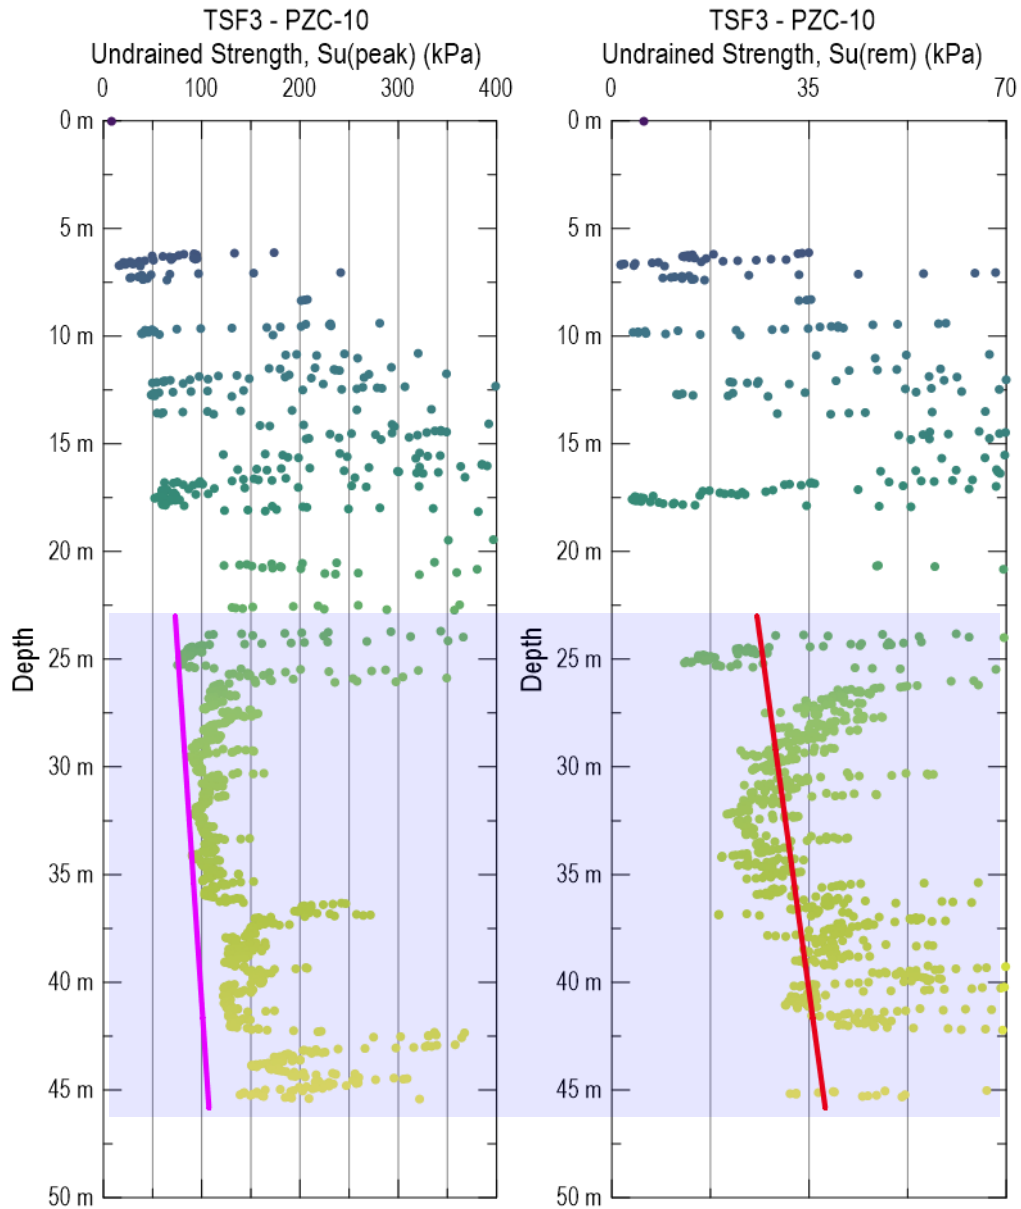 TSF3 - PZC-10
Undrained Strength, Su(peak) (kPa)
0 100 200 300 400
0 m
5 m
10 m
15 m
20 m
25 m
30 m
35 m
40 m
45 m
50 m
Depth
TSF3 - PZC-10
Undrained Strength, Su(rem) (kPa)
0 35 70
0 m
5 m
10 m
15 m
20 m
25 m
30 m
35 m
40 m
45 m
50 m
Depth